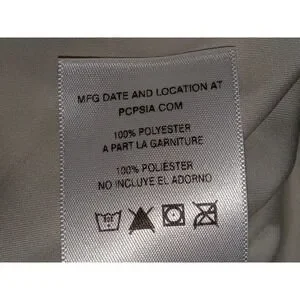 MFG DATE AND LOCATION AT
PCPSIA.COM
100% POLYESTER
A PART LA GARNITURE
100% POLIESTER
NO INCLUYE EL ADORNO